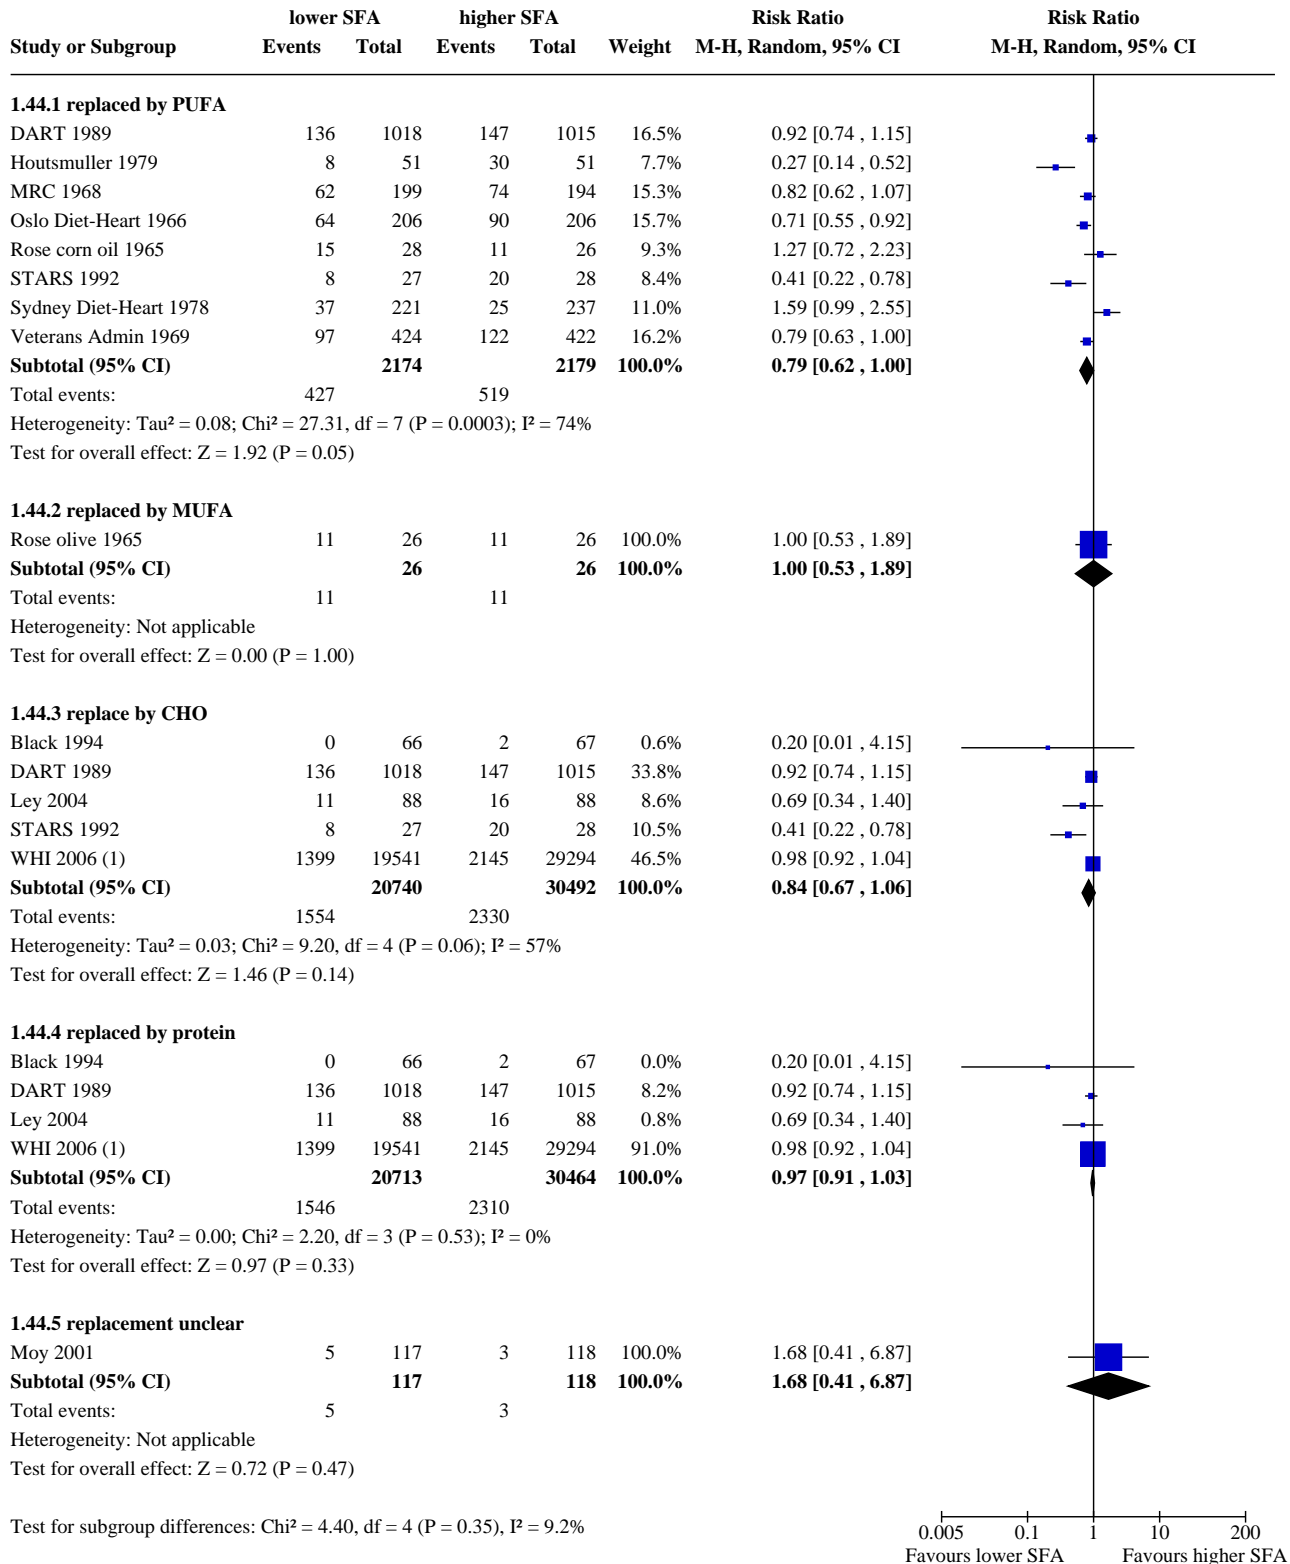 lower SFA higher SFA Risk Ratio Risk Ratio
Study or Subgroup Events Total Events Total Weight M-H, Random, 95% CI M-H, Random, 95% CI
1.44.1 replaced by PUFA
DART 1989 136 1018 147 1015 16.5% 0.92 [0.74 , 1.15]
Houtsmuller 1979 8 51 30 51 7.7% 0.27 [0.14 , 0.52]
MRC 1968 62 199 74 194 15.3% 0.82 [0.62 , 1.07]
Oslo Diet-Heart 1966 64 206 90 206 15.7% 0.71 [0.55 , 0.92]
Rose corn oil 1965 15 28 11 26 9.3% 1.27 [0.72 , 2.23]
STARS 1992 8 27 20 28 8.4% 0.41 [0.22 , 0.78]
Sydney Diet-Heart 1978 37 221 25 237 11.0% 1.59 [0.99 , 2.55]
Veterans Admin 1969 97 424 122 422 16.2% 0.79 [0.63 , 1.00]
Subtotal (95% CI) 2174 2179 100.0% 0.79 [0.62 , 1.00]
Total events: 427 519
Heterogeneity: Tau² = 0.08; Chi² = 27.31, df = 7 (P = 0.0003); I² = 74%
Test for overall effect: Z = 1.92 (P = 0.05)
1.44.2 replaced by MUFA
Rose olive 1965 11 26 11 26 100.0% 1.00 [0.53 , 1.89]
Subtotal (95% CI) 26 26 100.0% 1.00 [0.53 , 1.89]
Total events: 11 11
Heterogeneity: Not applicable
Test for overall effect: Z = 0.00 (P = 1.00)
1.44.3 replace by CHO
Black 1994 0 66 2 67 0.6% 0.20 [0.01 , 4.15]
DART 1989 136 1018 147 1015 33.8% 0.92 [0.74 , 1.15]
Ley 2004 11 88 16 88 8.6% 0.69 [0.34 , 1.40]
STARS 1992 8 27 20 28 10.5% 0.41 [0.22 , 0.78]
WHI 2006 (1) 1399 19541 2145 29294 46.5% 0.98 [0.92 , 1.04]
Subtotal (95% CI) 20740 30492 100.0% 0.84 [0.67 , 1.06]
Total events: 1554 2330
Heterogeneity: Tau² = 0.03; Chi² = 9.20, df = 4 (P = 0.06); I² = 57%
Test for overall effect: Z = 1.46 (P = 0.14)
1.44.4 replaced by protein
Black 1994 0 66 2 67 0.0% 0.20 [0.01 , 4.15]
DART 1989 136 1018 147 1015 8.2% 0.92 [0.74 , 1.15]
Ley 2004 11 88 16 88 0.8% 0.69 [0.34 , 1.40]
WHI 2006 (1) 1399 19541 2145 29294 91.0% 0.98 [0.92 , 1.04]
Subtotal (95% CI) 20713 30464 100.0% 0.97 [0.91 , 1.03]
Total events: 1546 2310
Heterogeneity: Tau² = 0.00; Chi² = 2.20, df = 3 (P = 0.53); I² = 0%
Test for overall effect: Z = 0.97 (P = 0.33)
1.44.5 replacement unclear
Moy 2001 5 117 3 118 100.0% 1.68 [0.41 , 6.87]
Subtotal (95% CI) 117 118 100.0% 1.68 [0.41 , 6.87]
Total events: 5 3
Heterogeneity: Not applicable
Test for overall effect: Z = 0.72 (P = 0.47)
Test for subgroup differences: Chi² = 4.40, df = 4 (P = 0.35), I² = 9.2%
0.005 0.1 1 10 200
Favours lower SFA Favours higher SFA